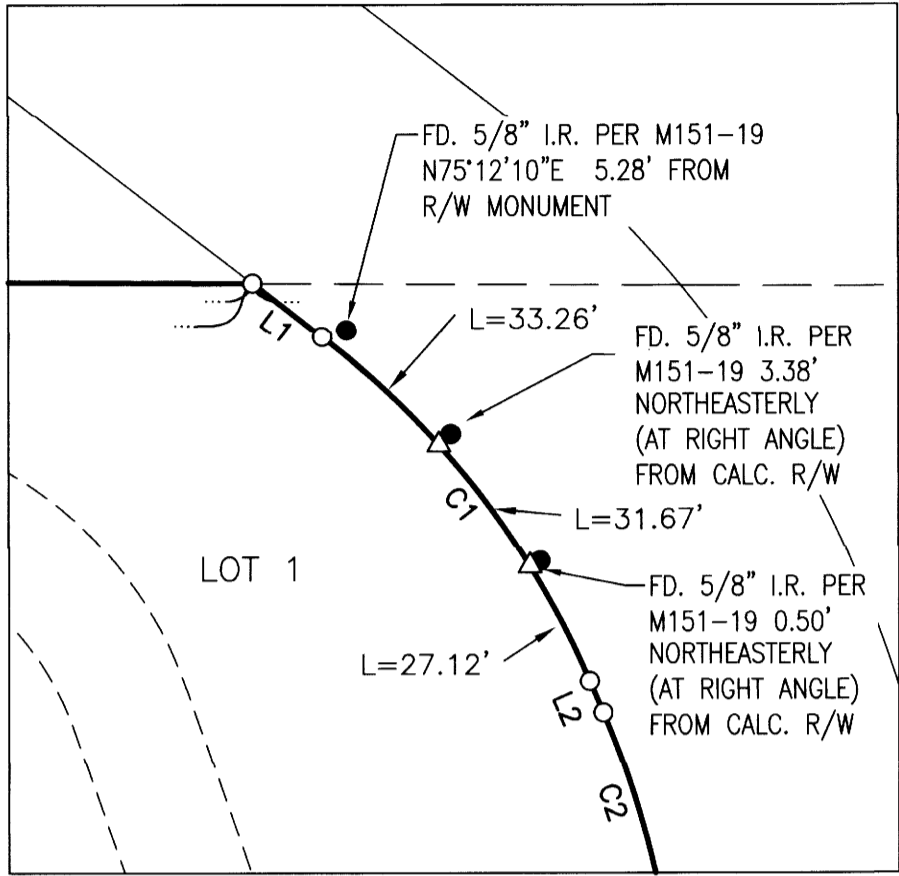 FD. 5/8" I.R. PER M151-19
N75°12'10"E 5.28' FROM
R/W MONUMENT
L1
L=33.26'
FD. 5/8" I.R. PER
M151-19 3.38'
NORTHEASTERLY
(AT RIGHT ANGLE)
FROM CALC. R/W
C1
L=31.67'
LOT 1
FD. 5/8" I.R. PER
M151-19 0.50'
NORTHEASTERLY
(AT RIGHT ANGLE)
FROM CALC. R/W
L=27.12'
L2
C2